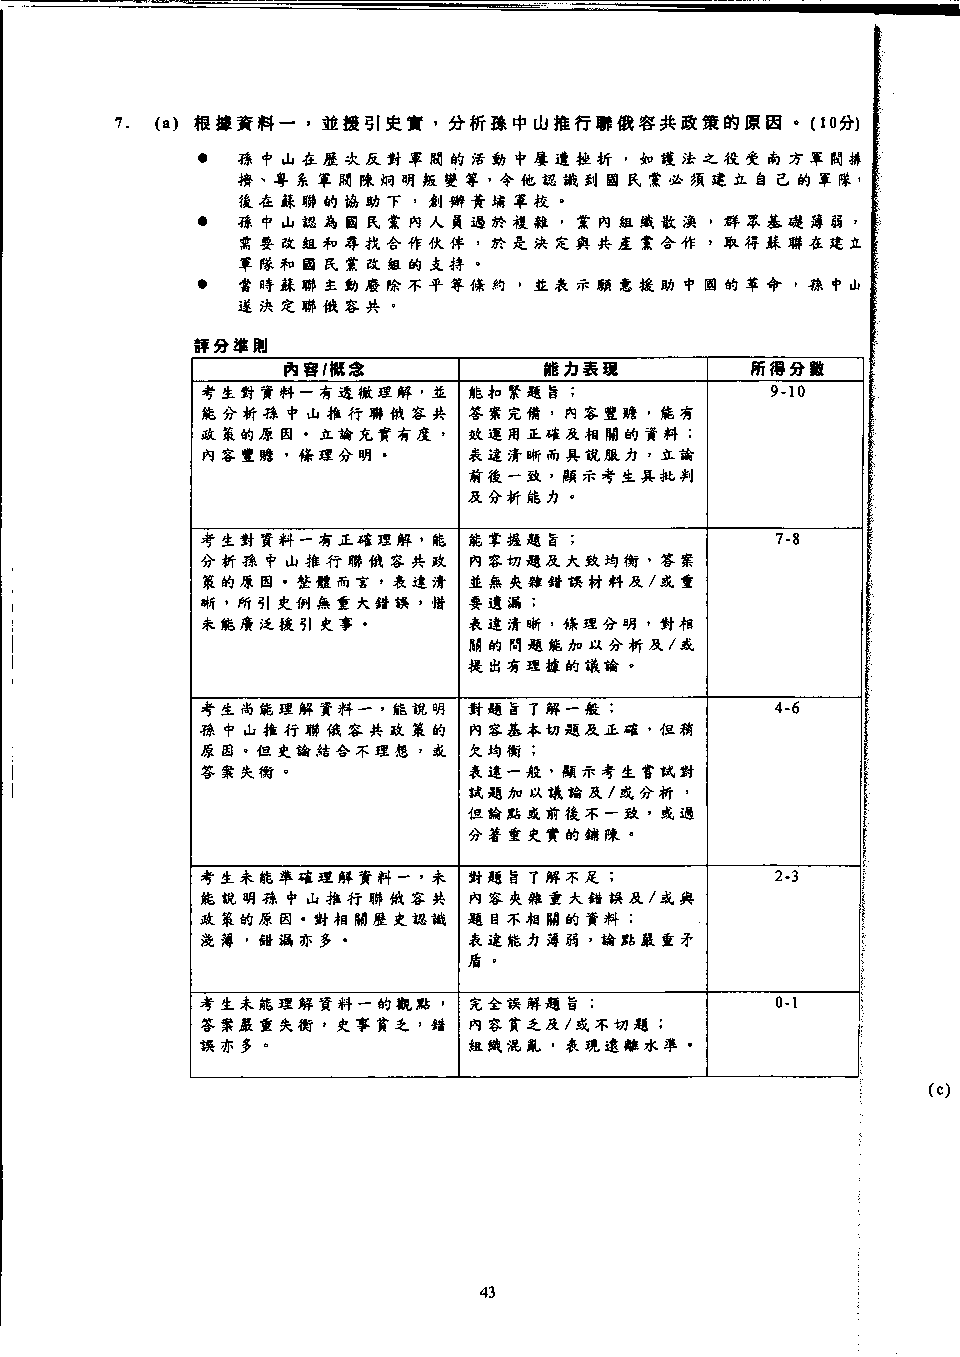 7. (a) 根據資料一，並援引史實，分析孫中山推行聯俄容共政策的原因。(10分)
● 孫中山在歷次反對軍閥的活動中屢遭挫折，如護法之役受南方軍閥排
擠、粵系軍閥陳炯明叛變等，令他認識到國民黨必須建立自己的軍隊，
後在蘇聯的協助下，創辦黃埔軍校。
● 孫中山認為國民黨內人員過於複雜，黨內組織散渙，群眾基礎薄弱，
需要改組和尋找合作伙伴，於是決定與共產黨合作，取得蘇聯在建立
軍隊和國民黨改組的支持。
● 當時蘇聯主動廢除不平等條約，並表示願意援助中國的革命，孫中山
遂決定聯俄容共。
評分準則
內容/概念 能力表現 所得分數
考生對資料一有透徹理解，並
能分析孫中山推行聯俄容共
政策的原因。立論充實有度，
內容豐贍，條理分明。
能扣緊題旨；
答案完備，內容豐贍，能有
效運用正確及相關的資料；
表達清晰而具說服力，立論
前後一致，顯示考生具批判
及分析能力。
9-10
考生對資料一有正確理解，能
分析孫中山推行聯俄容共政
策的原因。整體而言，表達清
晰，所引史例無重大錯誤，惜
未能廣泛援引史事。
能掌握題旨；
內容切題及大致均衡，答案
並無夾雜錯誤材料及/或重
要遺漏；
表達清晰，條理分明，對相
關的問題能加以分析及/或
提出有理據的議論。
7-8
考生尚能理解資料一，能說明
孫中山推行聯俄容共政策的
原因。但史論結合不理想，或
答案失衡。
對題旨了解一般；
內容基本切題及正確，但稍
欠均衡；
表達一般，顯示考生嘗試對
試題加以議論及/或分析，
但論點或前後不一致，或過
分著重史實的鋪陳。
4-6
考生未能準確理解資料一，未
能說明孫中山推行聯俄容共
政策的原因。對相關歷史認識
淺薄，錯漏亦多。
對題旨了解不足；
內容夾雜重大錯誤及/或與
題目不相關的資料；
表達能力薄弱，論點嚴重矛
盾。
2-3
考生未能理解資料一的觀點，
答案嚴重失衡，史事貧乏，錯
誤亦多。
完全誤解題旨；
內容貧乏及/或不切題；
組織混亂，表現遠離水準。
0-1
(c)
43